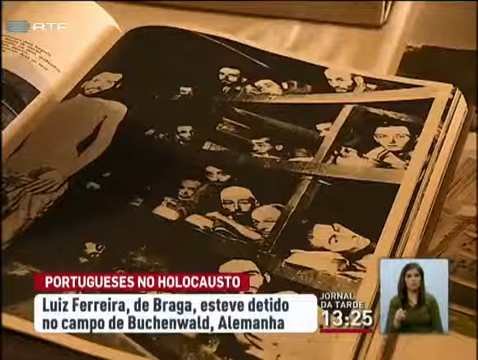 RTP
PORTUGUESES NO HOLOCAUSTO
Luiz Ferreira, de Braga, esteve detido
no campo de Buchenwald, Alemanha
JORNAL
DA TARDE
13:25